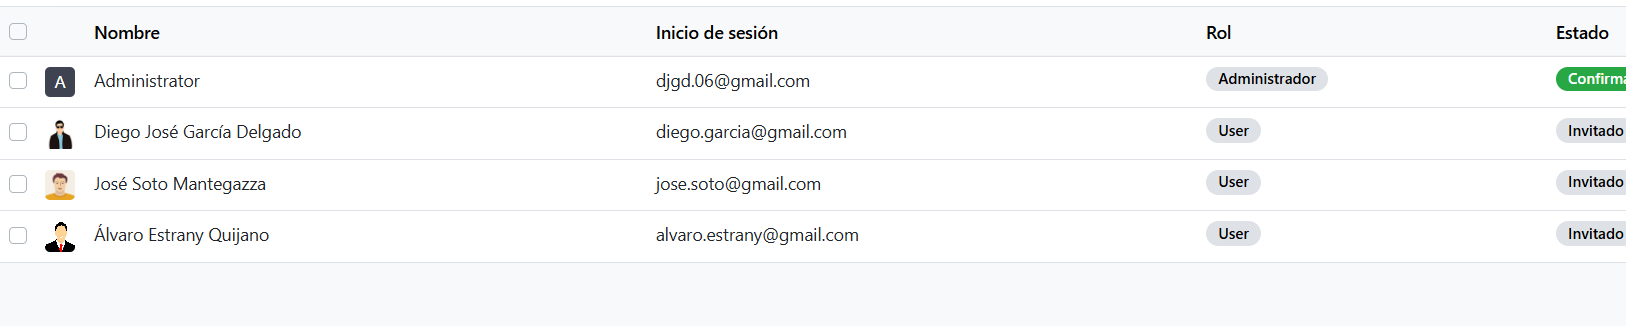 Nombre Inicio de sesión Rol Estado
A Administrator djgd.06@gmail.com Administrador
Diego José García Delgado diego.garcia@gmail.com User Invitado
José Soto Mantegazza jose.soto@gmail.com User Invitado
Álvaro Estrany Quijano alvaro.estrany@gmail.com User Invitado